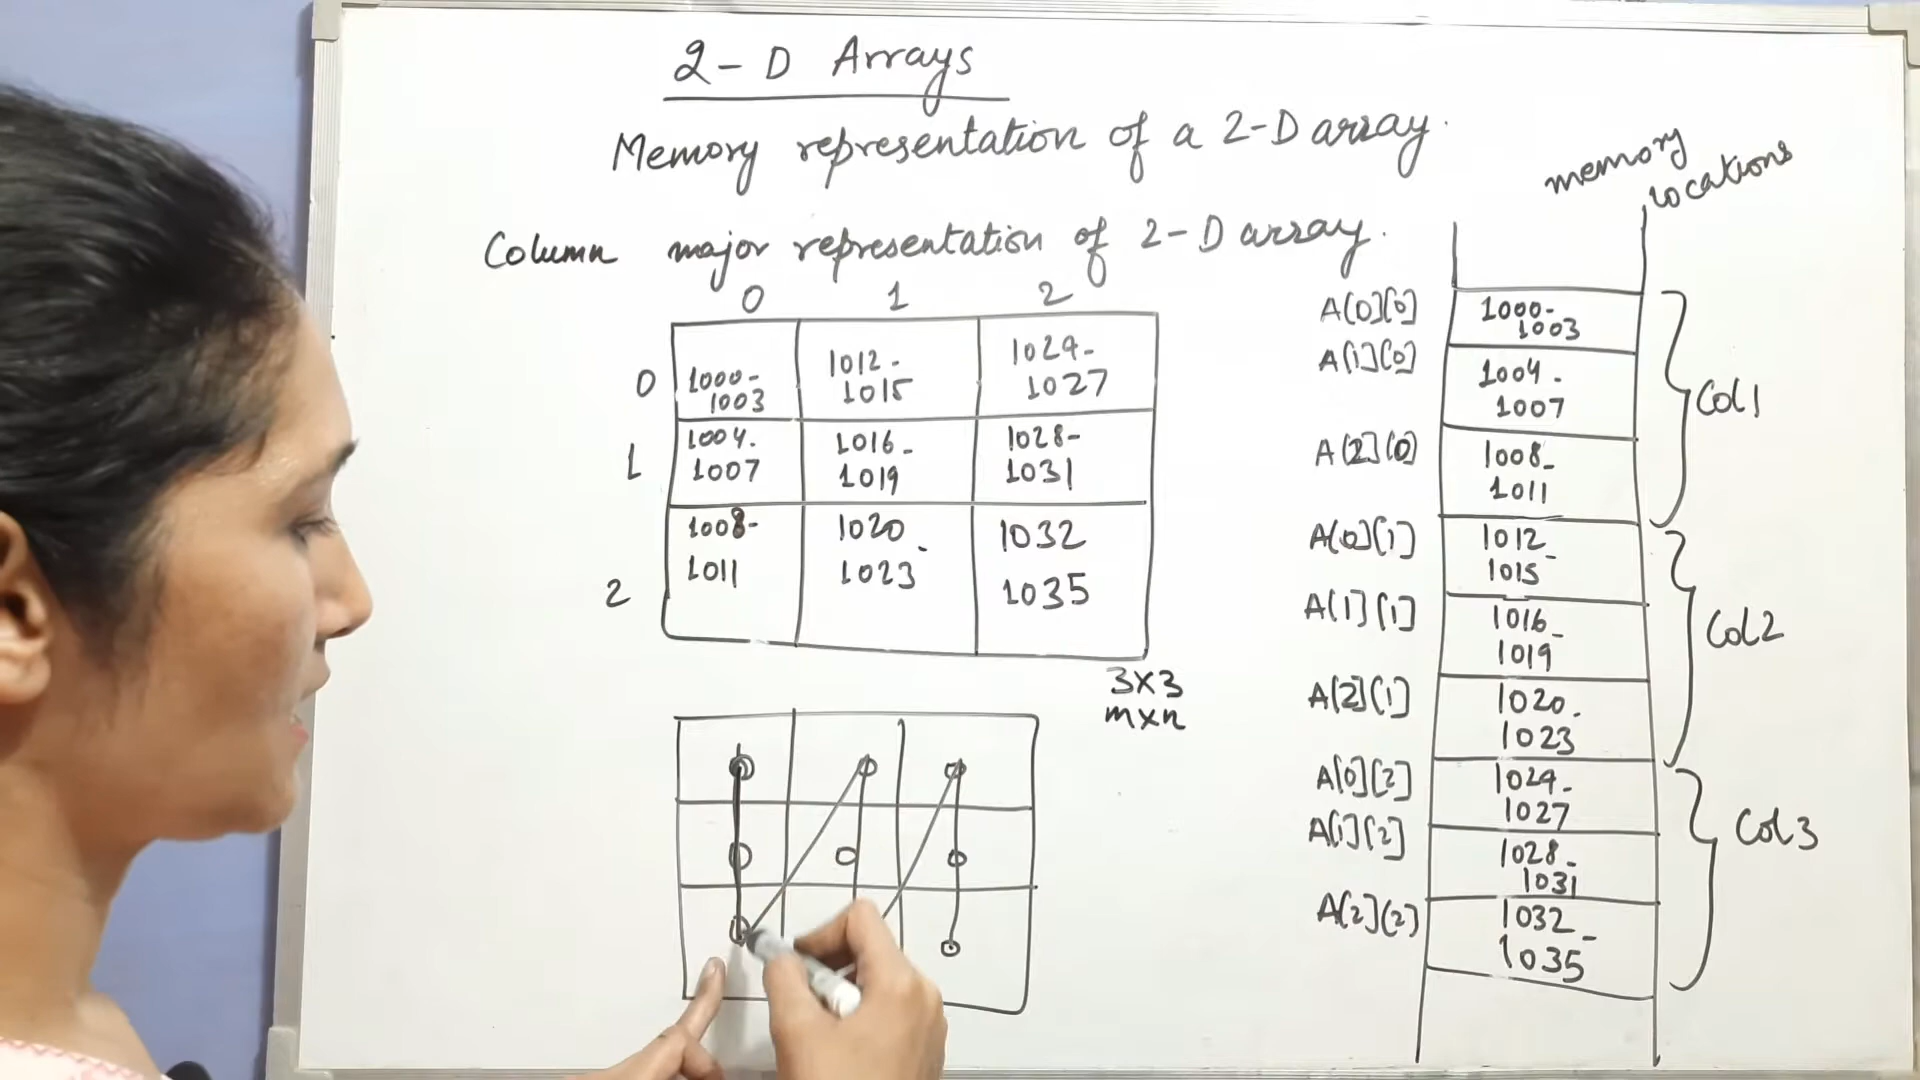 2-D Arrays
Memory representation of a 2-D array.
Column major representation of 2-D array.
0 1 2
0 1000- 1012- 1024-
1003 1015 1027
1 1004- 1016- 1028-
1007 1019 1031
2 1008- 1020- 1032
1011 1023 1035
3×3
m×n
memory
locations
A[0][0] 1000-
1003
A[1][0] 1004-
1007
A[2][0] 1008-
1011
Col1
A[0][1] 1012-
1015
A[1][1] 1016-
1019
A[2][1] 1020-
1023
Col2
A[0][2] 1024-
1027
A[1][2] 1028-
1031
A[2][2] 1032-
1035
Col3